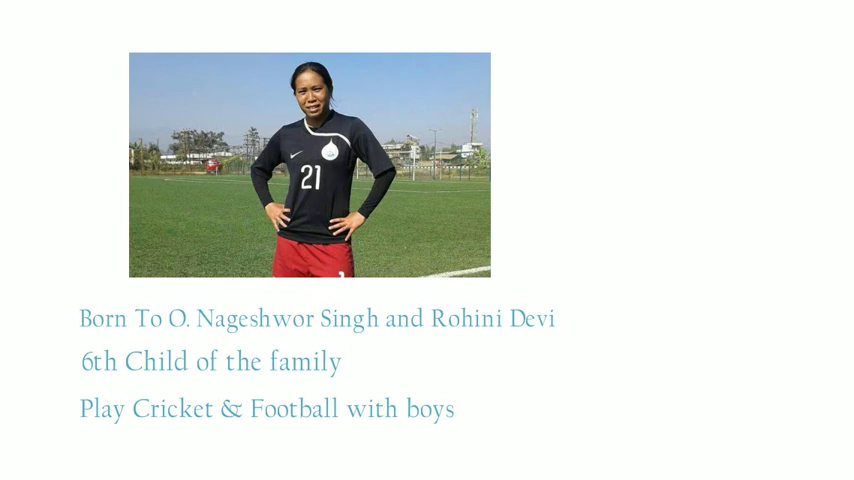 21
Born To O. Nageshwor Singh and Rohini Devi
6th Child of the family
Play Cricket & Football with boys